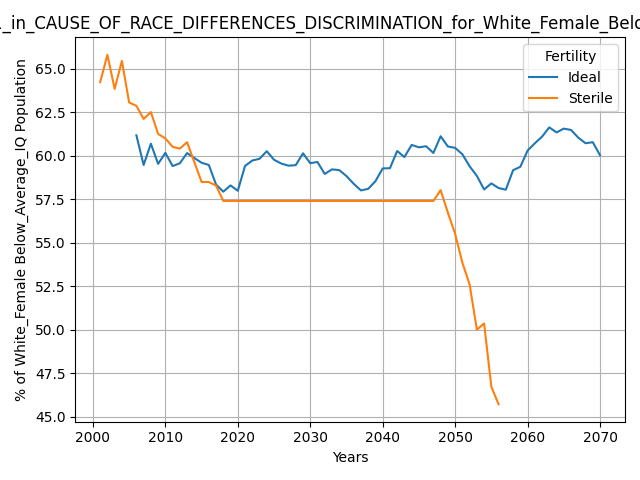 _in_CAUSE_OF_RACE_DIFFERENCES_DISCRIMINATION_for_White_Female_Belo
Fertility
Ideal
Sterile
% of White_Female Below_Average_IQ Population
65.0
62.5
60.0
57.5
55.0
52.5
50.0
47.5
45.0
2000 2010 2020 2030 2040 2050 2060 2070
Years